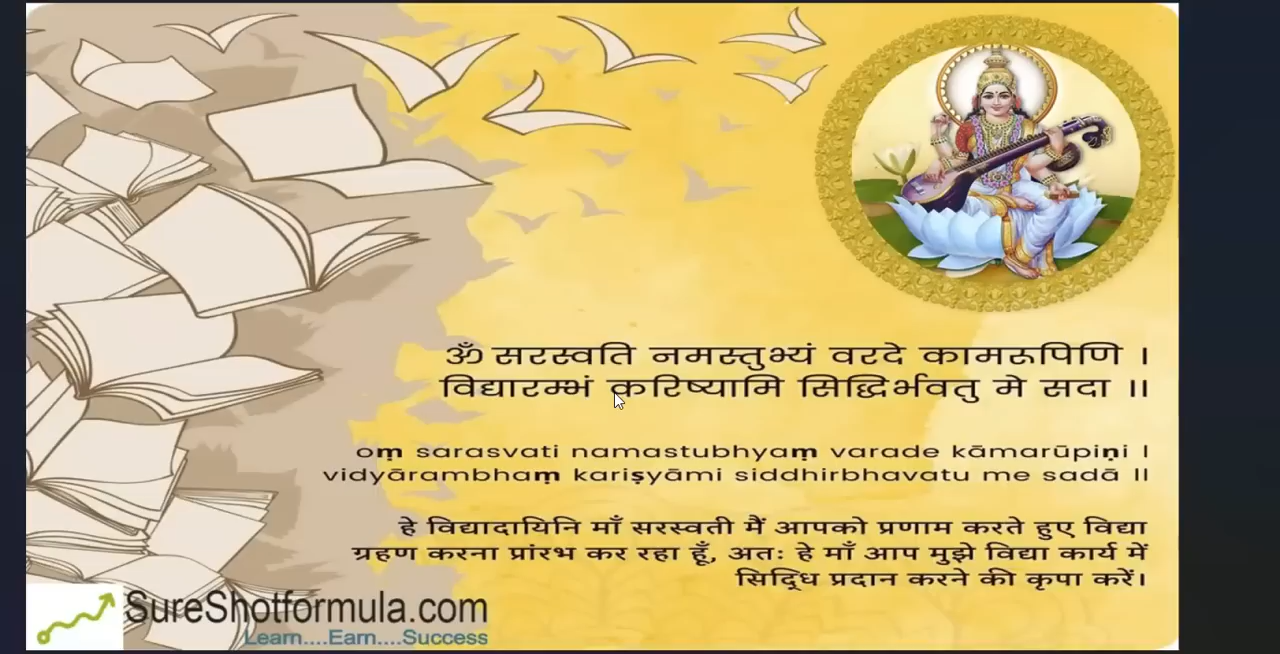 ॐ सरस्वति नमस्तुभ्यं वरदे कामरूपिणि ।
विद्यारम्भं करिष्यामि सिद्धिर्भवतु मे सदा ।।
oṃ sarasvati namastubhyaṃ varade kāmarūpiṇi ।
vidyārambhaṃ kariṣyāmi siddhirbhavatu me sadā ।।
हे विद्यादायिनि माँ सरस्वती मैं आपको प्रणाम करते हुए विद्या
ग्रहण करना प्रांरभ कर रहा हूँ, अतः हे माँ आप मुझे विद्या कार्य में
सिद्धि प्रदान करने की कृपा करें।
SureShotformula.com
Learn....Earn....Success